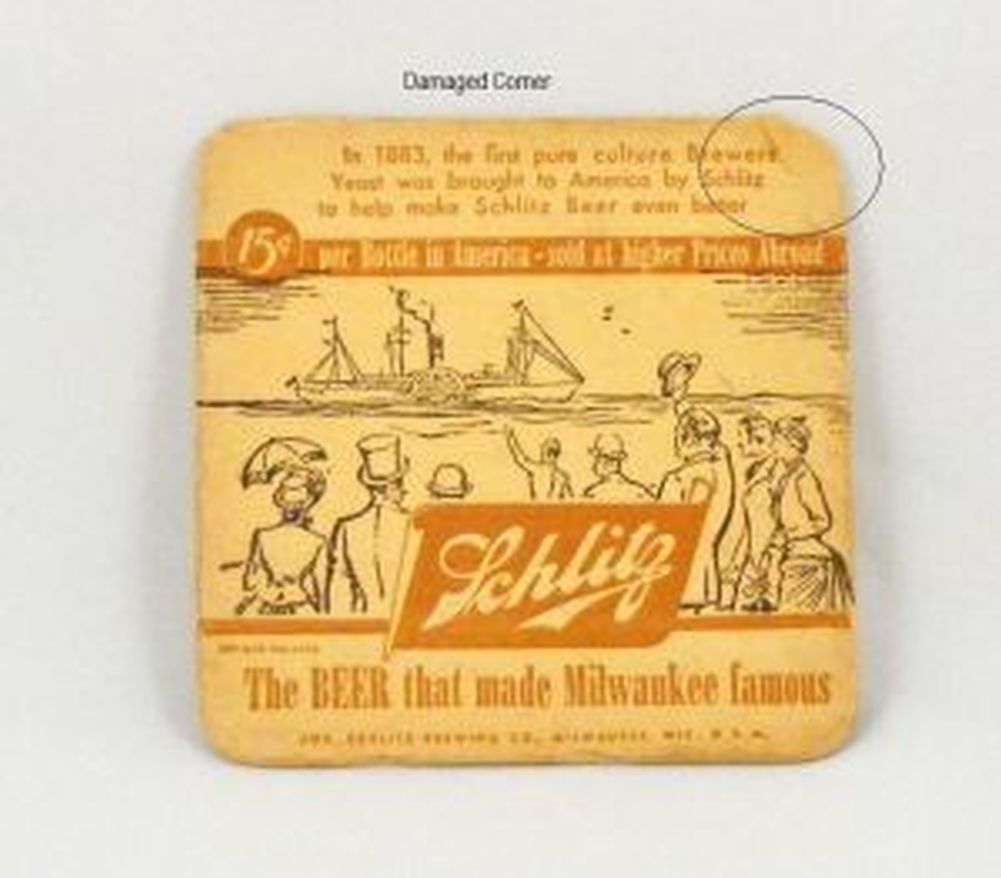 Damaged Corner
In 1883, the first pure culture Brewers
Yeast was brought to America by Schlitz
to help make Schlitz Beer even better
15¢ per Bottle in America - sold at higher Prices Abroad
Schlitz
The BEER that made Milwaukee famous
JOS. SCHLITZ BREWING CO., MILWAUKEE, WIS., U.S.A.